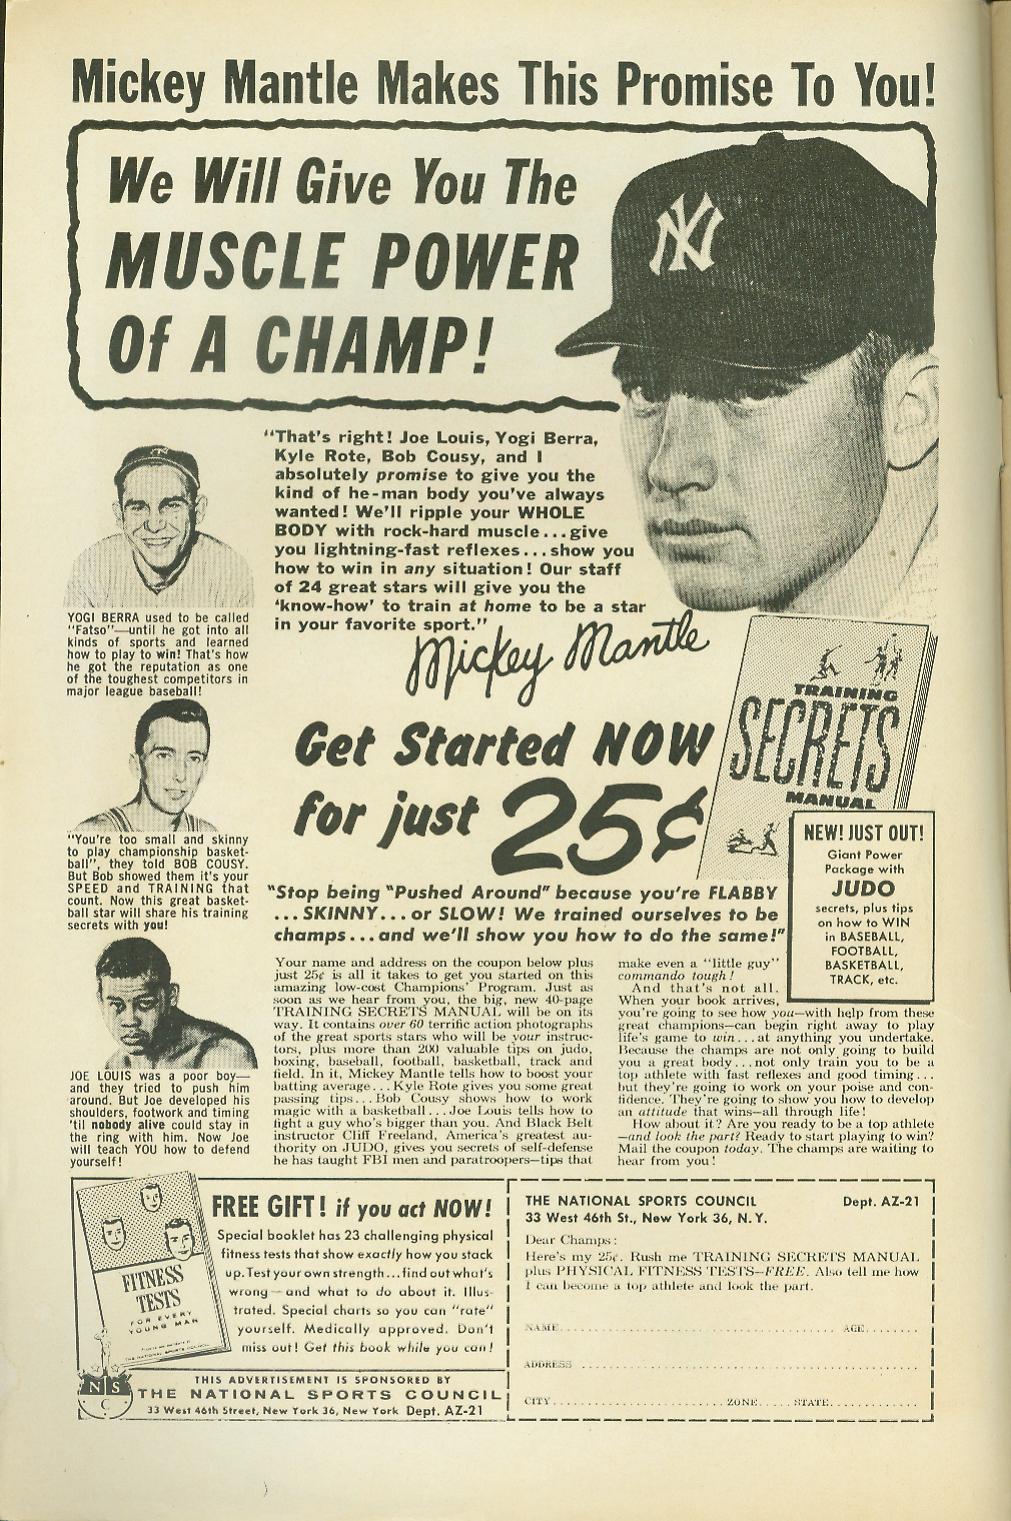 Mickey Mantle Makes This Promise To You!
We Will Give You The
MUSCLE POWER
Of A CHAMP!
NY
"That's right! Joe Louis, Yogi Berra,
Kyle Rote, Bob Cousy, and I
absolutely promise to give you the
kind of he-man body you've always
wanted! We'll ripple your WHOLE
BODY with rock-hard muscle...give
you lightning-fast reflexes...show you
how to win in any situation! Our staff
of 24 great stars will give you the
'know-how' to train at home to be a star
in your favorite sport."
Mickey Mantle
YOGI BERRA used to be called
"Fatso"—until he got into all
kinds of sports and learned
how to play to win! That's how
he got the reputation as one
of the toughest competitors in
major league baseball!
"You're too small and skinny
to play championship basket-
ball", they told BOB COUSY.
But Bob showed them it's your
SPEED and TRAINING that
count. Now this great basket-
ball star will share his training
secrets with you!
JOE LOUIS was a poor boy—
and they tried to push him
around. But Joe developed his
shoulders, footwork and timing
'til nobody alive could stay in
the ring with him. Now Joe
will teach YOU how to defend
yourself!
Get Started NOW
for just 25¢
TRAINING
SECRETS
MANUAL
NEW! JUST OUT!
Giant Power
Package with
JUDO
secrets, plus tips
on how to WIN
in BASEBALL,
FOOTBALL,
BASKETBALL,
TRACK, etc.
"Stop being "Pushed Around" because you're FLABBY
...SKINNY...or SLOW! We trained ourselves to be
champs...and we'll show you how to do the same!"
Your name and address on the coupon below plus
just 25¢ is all it takes to get you started on this
amazing low-cost Champions' Program. Just as
soon as we hear from you, the big, new 40-page
TRAINING SECRETS MANUAL will be on its
way. It contains over 60 terrific action photographs
of the great sports stars who will be your instruc-
tors, plus more than 200 valuable tips on judo,
boxing, baseball, football, basketball, track and
field. In it, Mickey Mantle tells how to boost your
batting average...Kyle Rote gives you some great
passing tips...Bob Cousy shows how to work
magic with a basketball...Joe Louis tells how to
fight a guy who's bigger than you. And Black Belt
instructor Cliff Freeland, America's greatest au-
thority on JUDO, gives you secrets of self-defense
he has taught FBI men and paratroopers—tips that
make even a "little guy"
commando tough!
And that's not all.
When your book arrives,
you're going to see how you—with help from these
great champions—can begin right away to play
life's game to win...at anything you undertake.
Because the champs are not only going to build
you a great body...not only train you to be a
top athlete with fast reflexes and good timing...
but they're going to work on your poise and con-
fidence. They're going to show you how to develop
an attitude that wins—all through life!
How about it? Are you ready to be a top athlete
—and look the part? Ready to start playing to win?
Mail the coupon today. The champs are waiting to
hear from you!
FITNESS
TESTS
FOR EVERY
YOUNG MAN
THE NATIONAL SPORTS COUNCIL
FREE GIFT! if you act NOW!
Special booklet has 23 challenging physical
fitness tests that show exactly how you stack
up. Test your own strength...find out what's
wrong—and what to do about it. Illus-
trated. Special charts so you can "rate"
yourself. Medically approved. Don't
miss out! Get this book while you can!
NSC
THIS ADVERTISEMENT IS SPONSORED BY
THE NATIONAL SPORTS COUNCIL
33 West 46th Street, New York 36, New York Dept. AZ-21
THE NATIONAL SPORTS COUNCIL Dept. AZ-21
33 West 46th St., New York 36, N.Y.
Dear Champs:
Here's my 25¢. Rush me TRAINING SECRETS MANUAL
plus PHYSICAL FITNESS TESTS—FREE. Also tell me how
I can become a top athlete and look the part.
NAME AGE
ADDRESS
CITY ZONE STATE